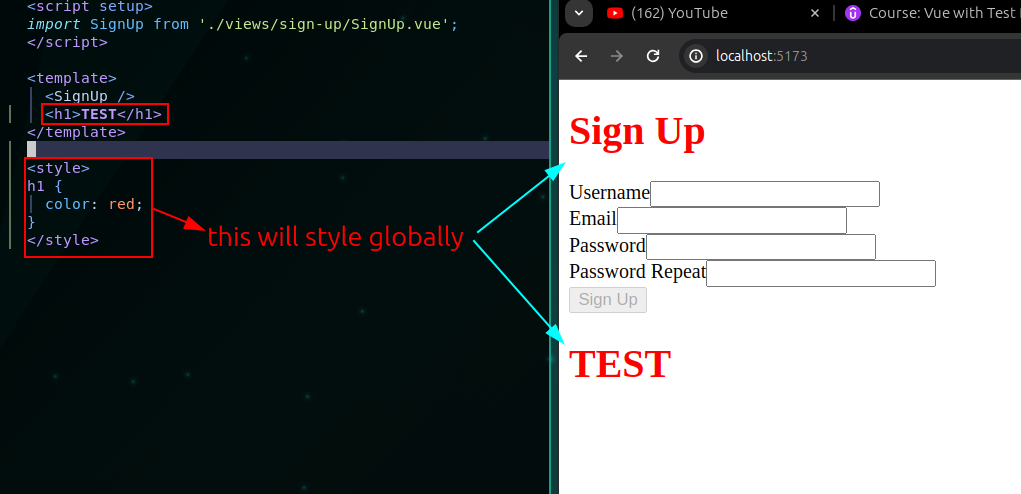 <script setup>
import SignUp from './views/sign-up/SignUp.vue';
</script>
<template>
<SignUp />
<h1>TEST</h1>
</template>
<style>
h1 {
color: red;
}
</style>
this will style globally
(162) YouTube
Course: Vue with Test
localhost:5173
Sign Up
Username
Email
Password
Password Repeat
Sign Up
TEST